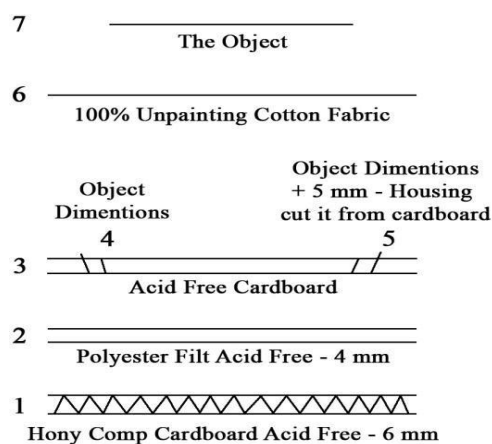 7
The Object
6
100% Unpainting Cotton Fabric
Object
Dimentions
4
Object Dimentions
+ 5 mm - Housing
cut it from cardboard
5
3
Acid Free Cardboard
2
Polyester Filt Acid Free - 4 mm
1
Hony Comp Cardboard Acid Free - 6 mm